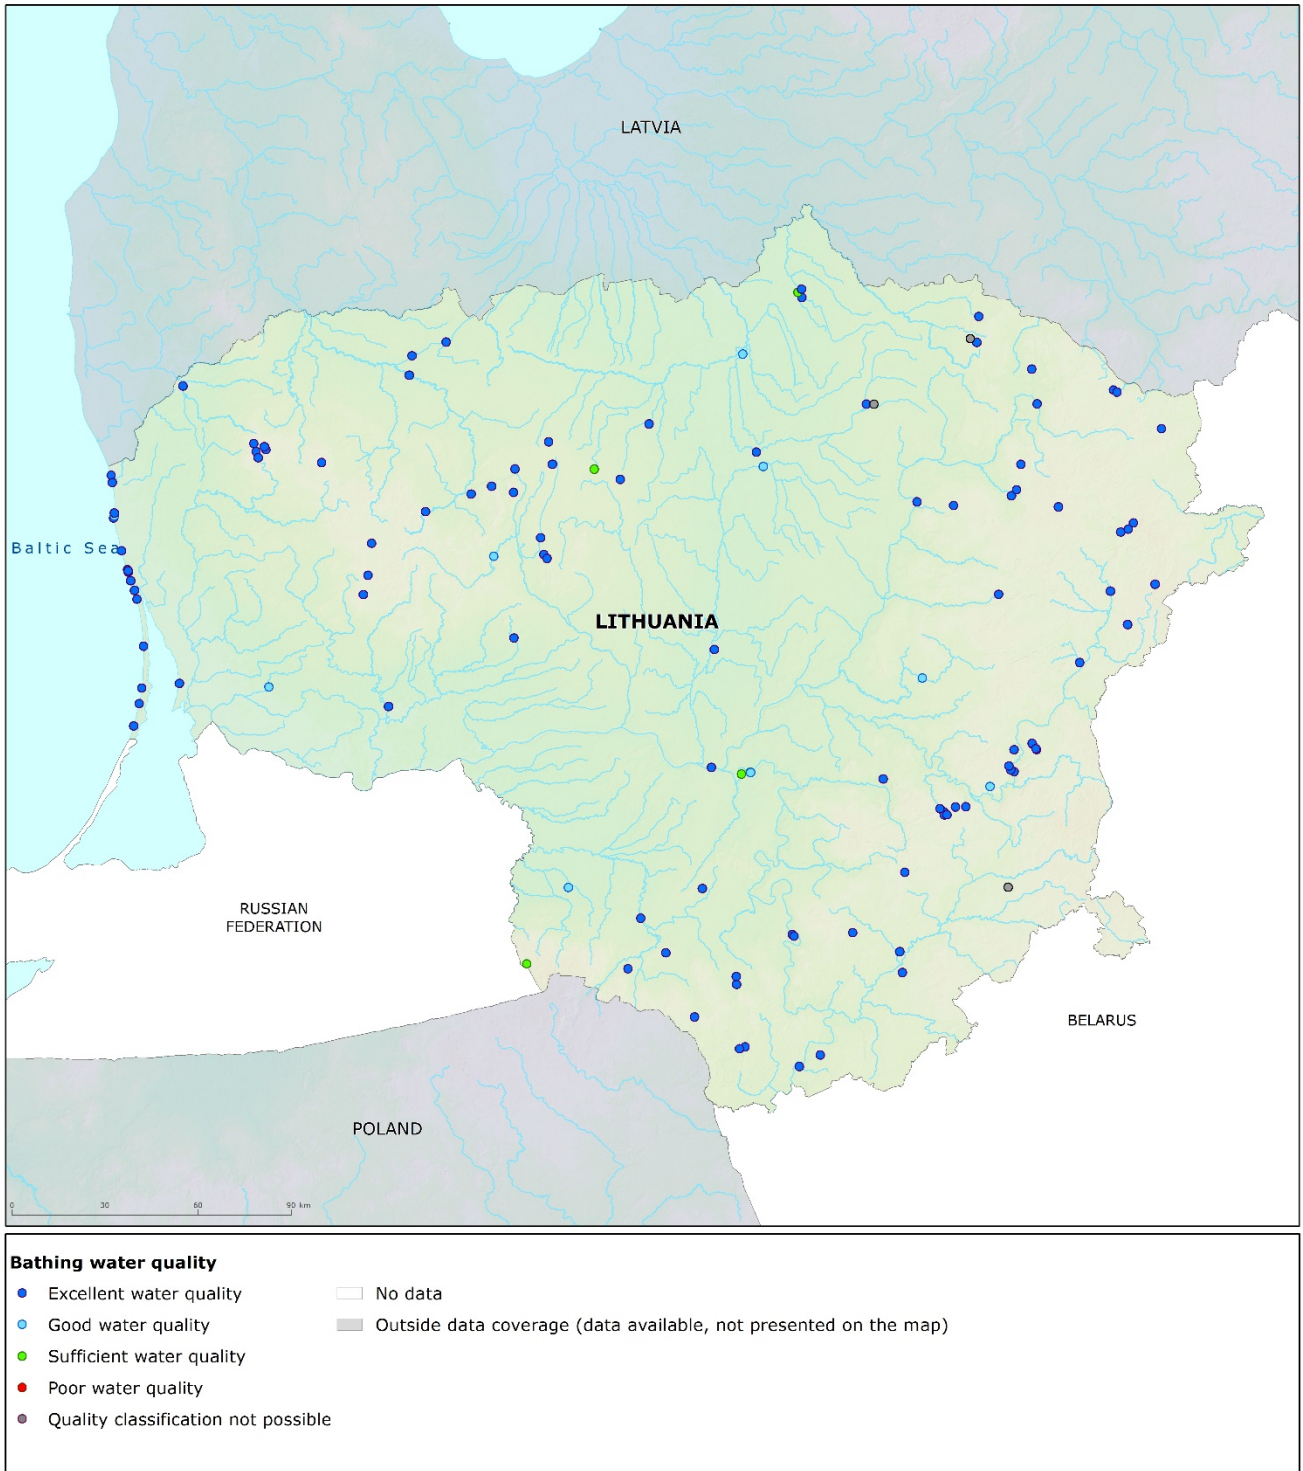 LATVIA
Baltic Sea
LITHUANIA
RUSSIAN
FEDERATION
BELARUS
POLAND
0 30 60 90 km
Bathing water quality
Excellent water quality
No data
Good water quality
Outside data coverage (data available, not presented on the map)
Sufficient water quality
Poor water quality
Quality classification not possible